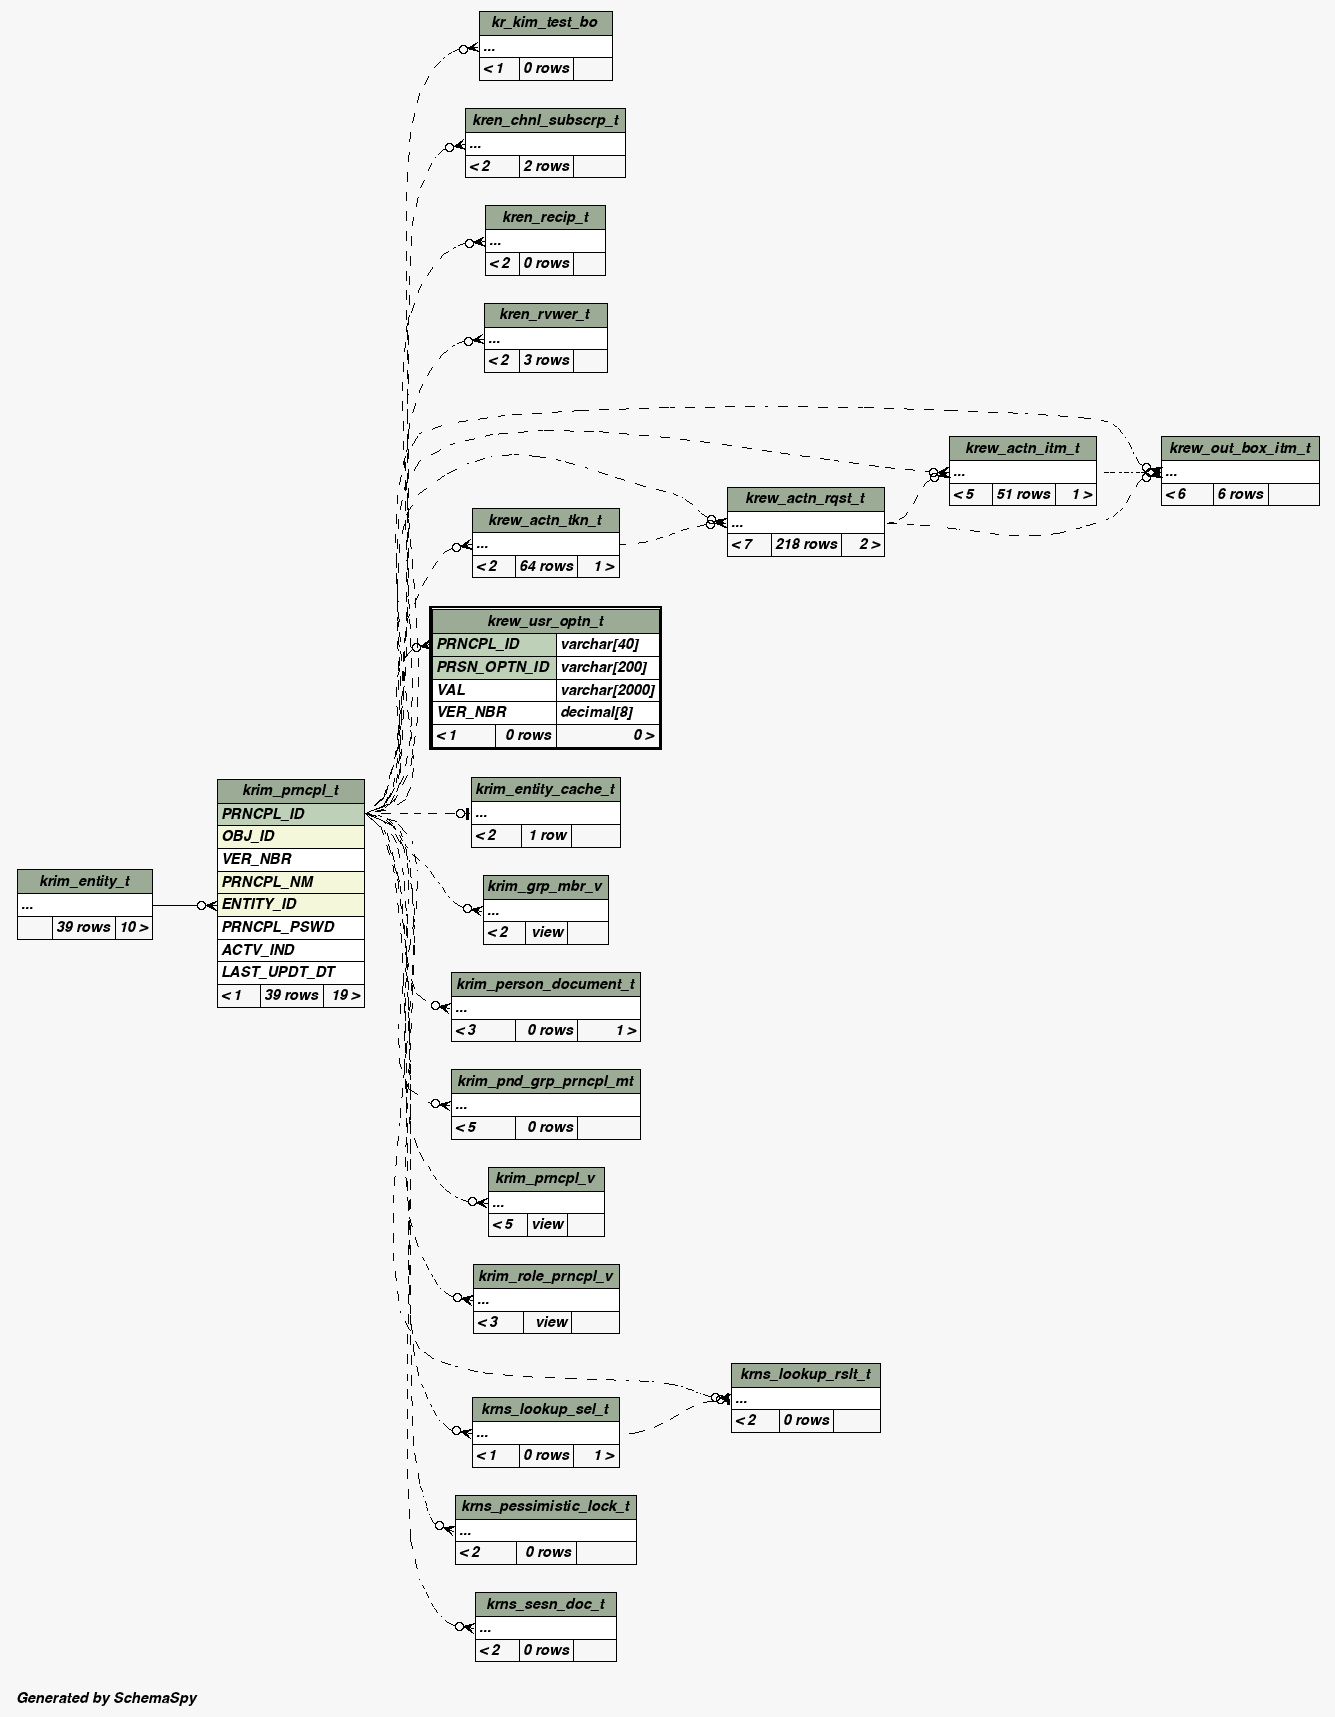 kr_kim_test_bo
...
< 1 0 rows
kren_chnl_subscrp_t
...
< 2 2 rows
kren_recip_t
...
< 2 0 rows
kren_rvwer_t
...
< 2 3 rows
krew_actn_itm_t
...
< 5 51 rows 1 >
krew_out_box_itm_t
...
< 6 6 rows
krew_actn_rqst_t
...
< 7 218 rows 2 >
krew_actn_tkn_t
...
< 2 64 rows 1 >
krew_usr_optn_t
PRNCPL_ID varchar[40]
PRSN_OPTN_ID varchar[200]
VAL varchar[2000]
VER_NBR decimal[8]
< 1 0 rows 0 >
krim_prncpl_t
PRNCPL_ID
OBJ_ID
VER_NBR
PRNCPL_NM
ENTITY_ID
PRNCPL_PSWD
ACTV_IND
LAST_UPDT_DT
< 1 39 rows 19 >
krim_entity_t
...
39 rows 10 >
krim_entity_cache_t
...
< 2 1 row
krim_grp_mbr_v
...
< 2 view
krim_person_document_t
...
< 3 0 rows 1 >
krim_pnd_grp_prncpl_mt
...
< 5 0 rows
krim_prncpl_v
...
< 5 view
krim_role_prncpl_v
...
< 3 view
krns_lookup_rslt_t
...
< 2 0 rows
krns_lookup_sel_t
...
< 1 0 rows 1 >
krns_pessimistic_lock_t
...
< 2 0 rows
krns_sesn_doc_t
...
< 2 0 rows
Generated by SchemaSpy